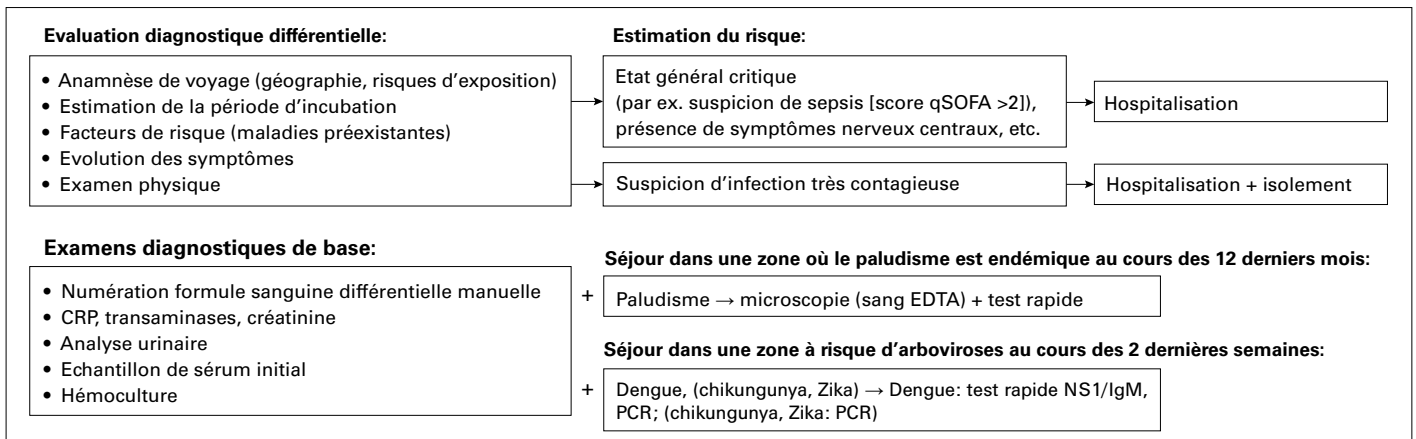 Evaluation diagnostique différentielle:
• Anamnèse de voyage (géographie, risques d'exposition)
• Estimation de la période d'incubation
• Facteurs de risque (maladies préexistantes)
• Evolution des symptômes
• Examen physique
Estimation du risque:
Etat général critique
(par ex. suspicion de sepsis [score qSOFA >2]),
présence de symptômes nerveux centraux, etc.
Hospitalisation
Suspicion d'infection très contagieuse
Hospitalisation + isolement
Examens diagnostiques de base:
• Numération formule sanguine différentielle manuelle
• CRP, transaminases, créatinine
• Analyse urinaire
• Echantillon de sérum initial
• Hémoculture
Séjour dans une zone où le paludisme est endémique au cours des 12 derniers mois:
+
Paludisme → microscopie (sang EDTA) + test rapide
Séjour dans une zone à risque d'arboviroses au cours des 2 dernières semaines:
+
Dengue, (chikungunya, Zika) → Dengue: test rapide NS1/IgM,
PCR; (chikungunya, Zika: PCR)